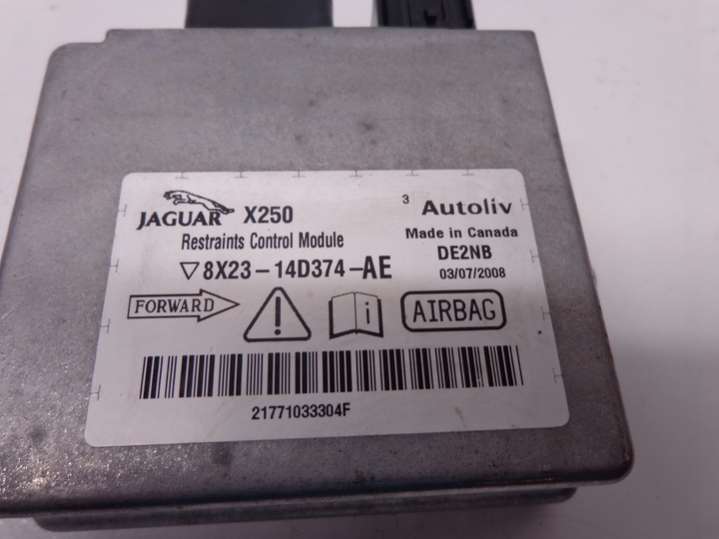 JAGUAR X250
3 Autoliv
Restraints Control Module
Made in Canada
DE2NB
8X23-14D374-AE
03/07/2008
FORWARD
i
AIRBAG
21771033304F